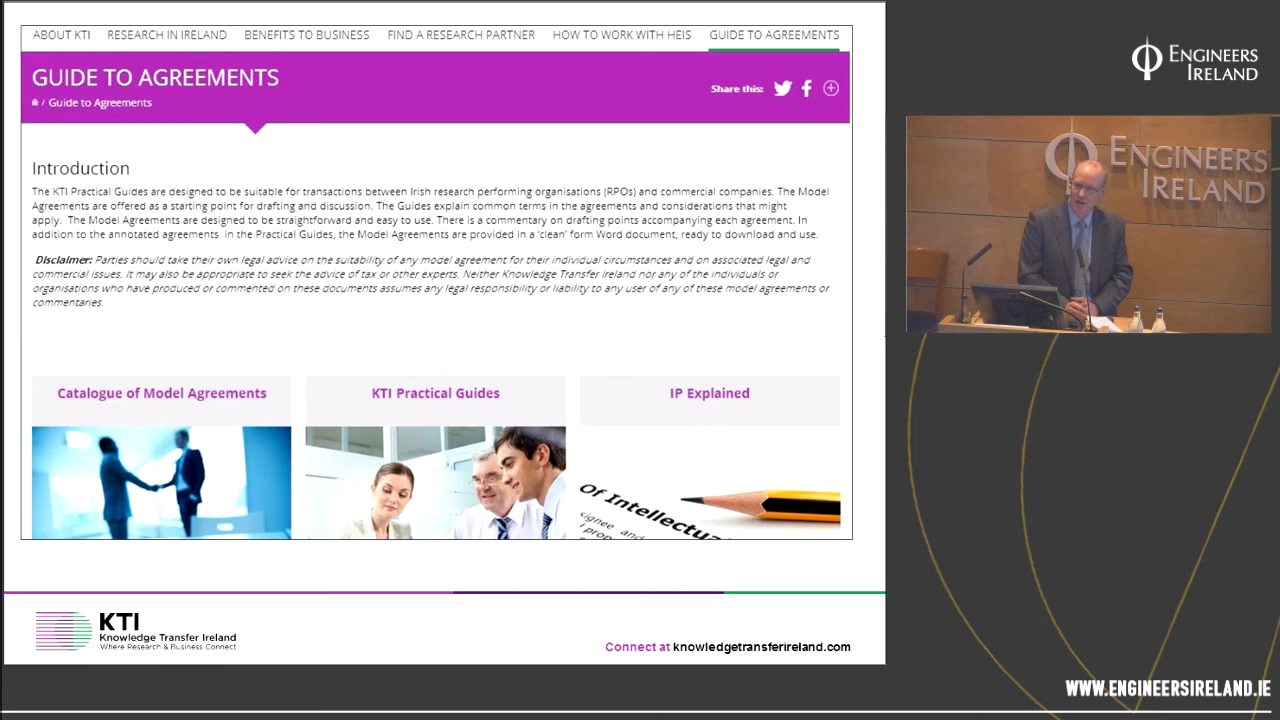 ABOUT KTI RESEARCH IN IRELAND BENEFITS TO BUSINESS FIND A RESEARCH PARTNER HOW TO WORK WITH HEIS GUIDE TO AGREEMENTS
GUIDE TO AGREEMENTS
/ Guide to Agreements
Share this:
Introduction
The KTI Practical Guides are designed to be suitable for transactions between Irish research performing organisations (RPOs) and commercial companies. The Model
Agreements are offered as a starting point for drafting and discussion. The Guides explain common terms in the agreements and considerations that might
apply. The Model Agreements are designed to be straightforward and easy to use. There is a commentary on drafting points accompanying each agreement. In
addition to the annotated agreements in the Practical Guides, the Model Agreements are provided in a 'clean' form Word document, ready to download and use.
Disclaimer: Parties should take their own legal advice on the suitability of any model agreement for their individual circumstances and on associated legal and
commercial issues. It may also be appropriate to seek the advice of tax or other experts. Neither Knowledge Transfer Ireland nor any of the individuals or
organisations who have produced or commented on these documents assumes any legal responsibility or liability to any user of any of these model agreements or
commentaries.
Catalogue of Model Agreements
KTI Practical Guides
IP Explained
Of Intellectua
signee and
prop
KTI
Knowledge Transfer Ireland
Where Research & Business Connect
Connect at knowledgetransferireland.com
ENGINEERS
IRELAND
ENGINEERS
IRELAND
WWW.ENGINEERSIRELAND.IE